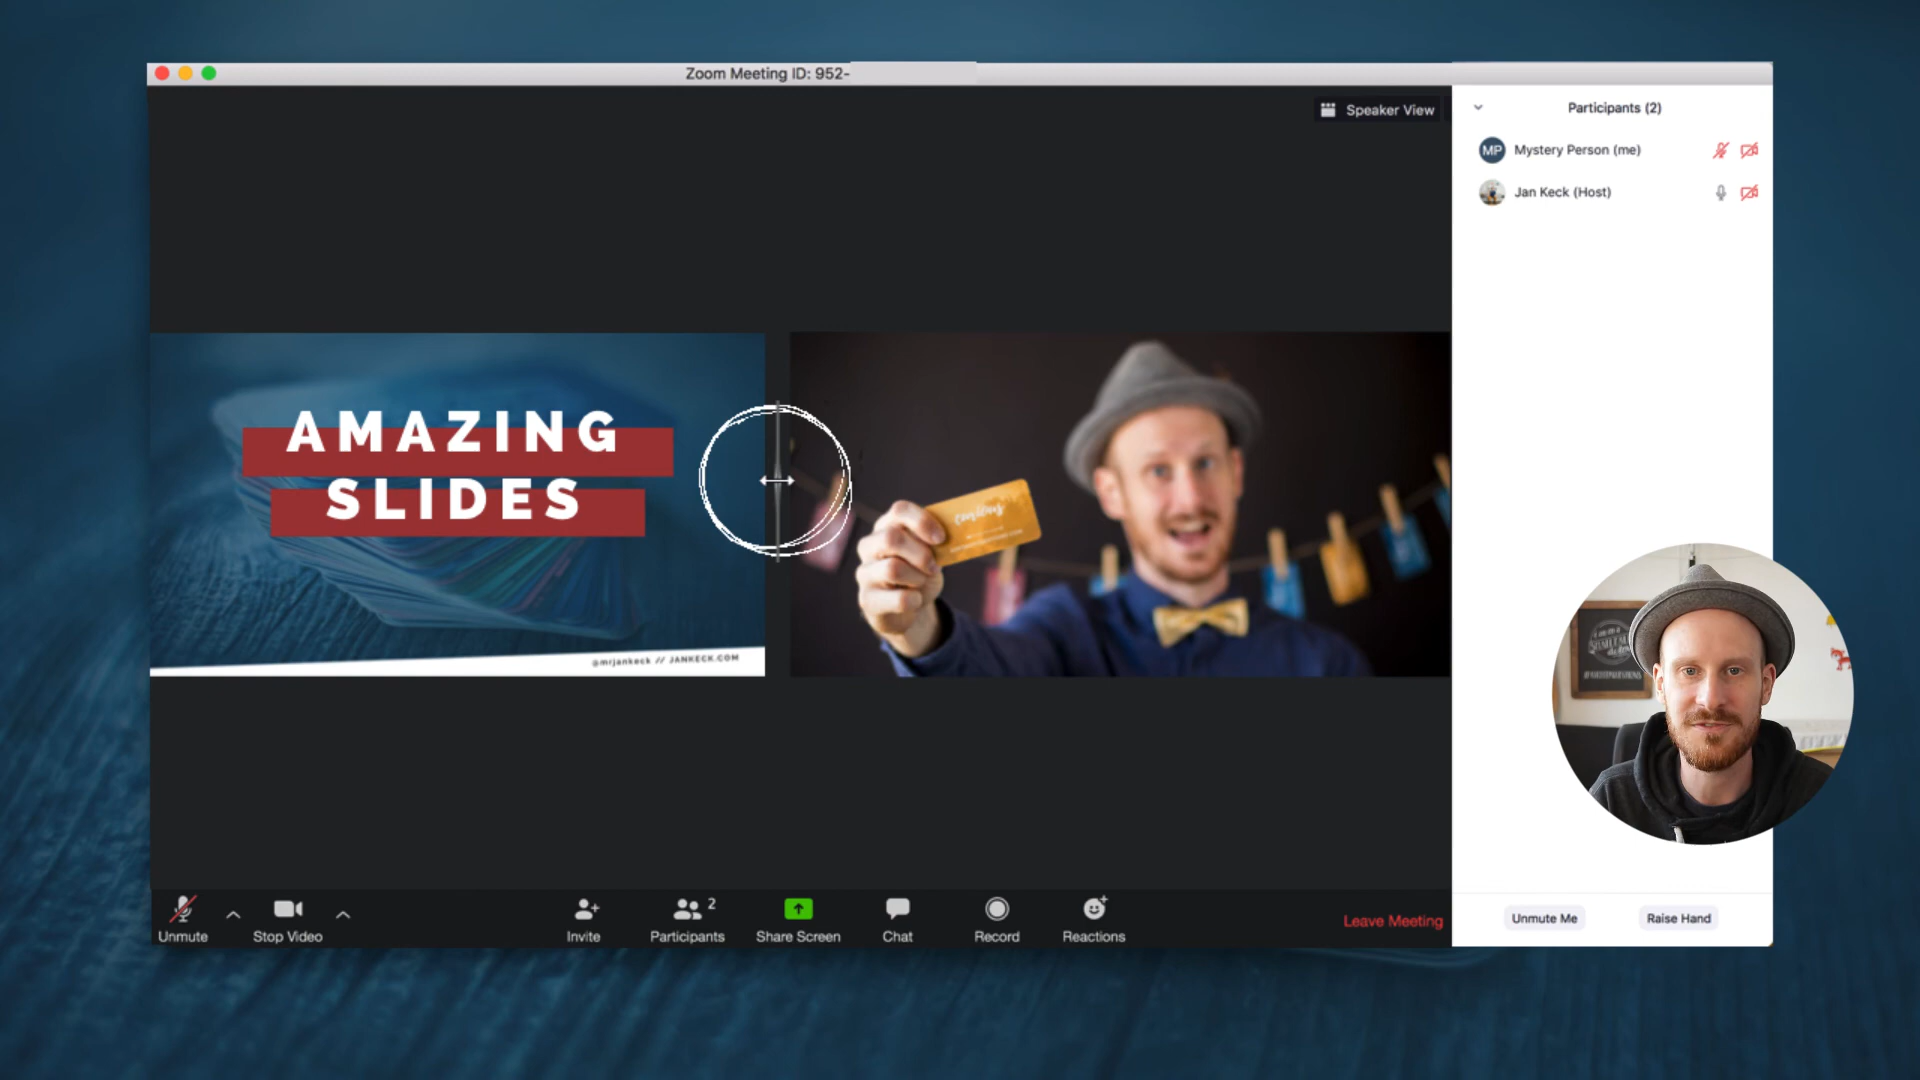 Zoom Meeting ID: 952-
Speaker View
Participants (2)
MP
Mystery Person (me)
Jan Keck (Host)
AMAZING
SLIDES
@mrjankeck // JANKECK.COM
Unmute
Stop Video
Invite
2
Participants
Share Screen
Chat
Record
Reactions
Leave Meeting
Unmute Me
Raise Hand